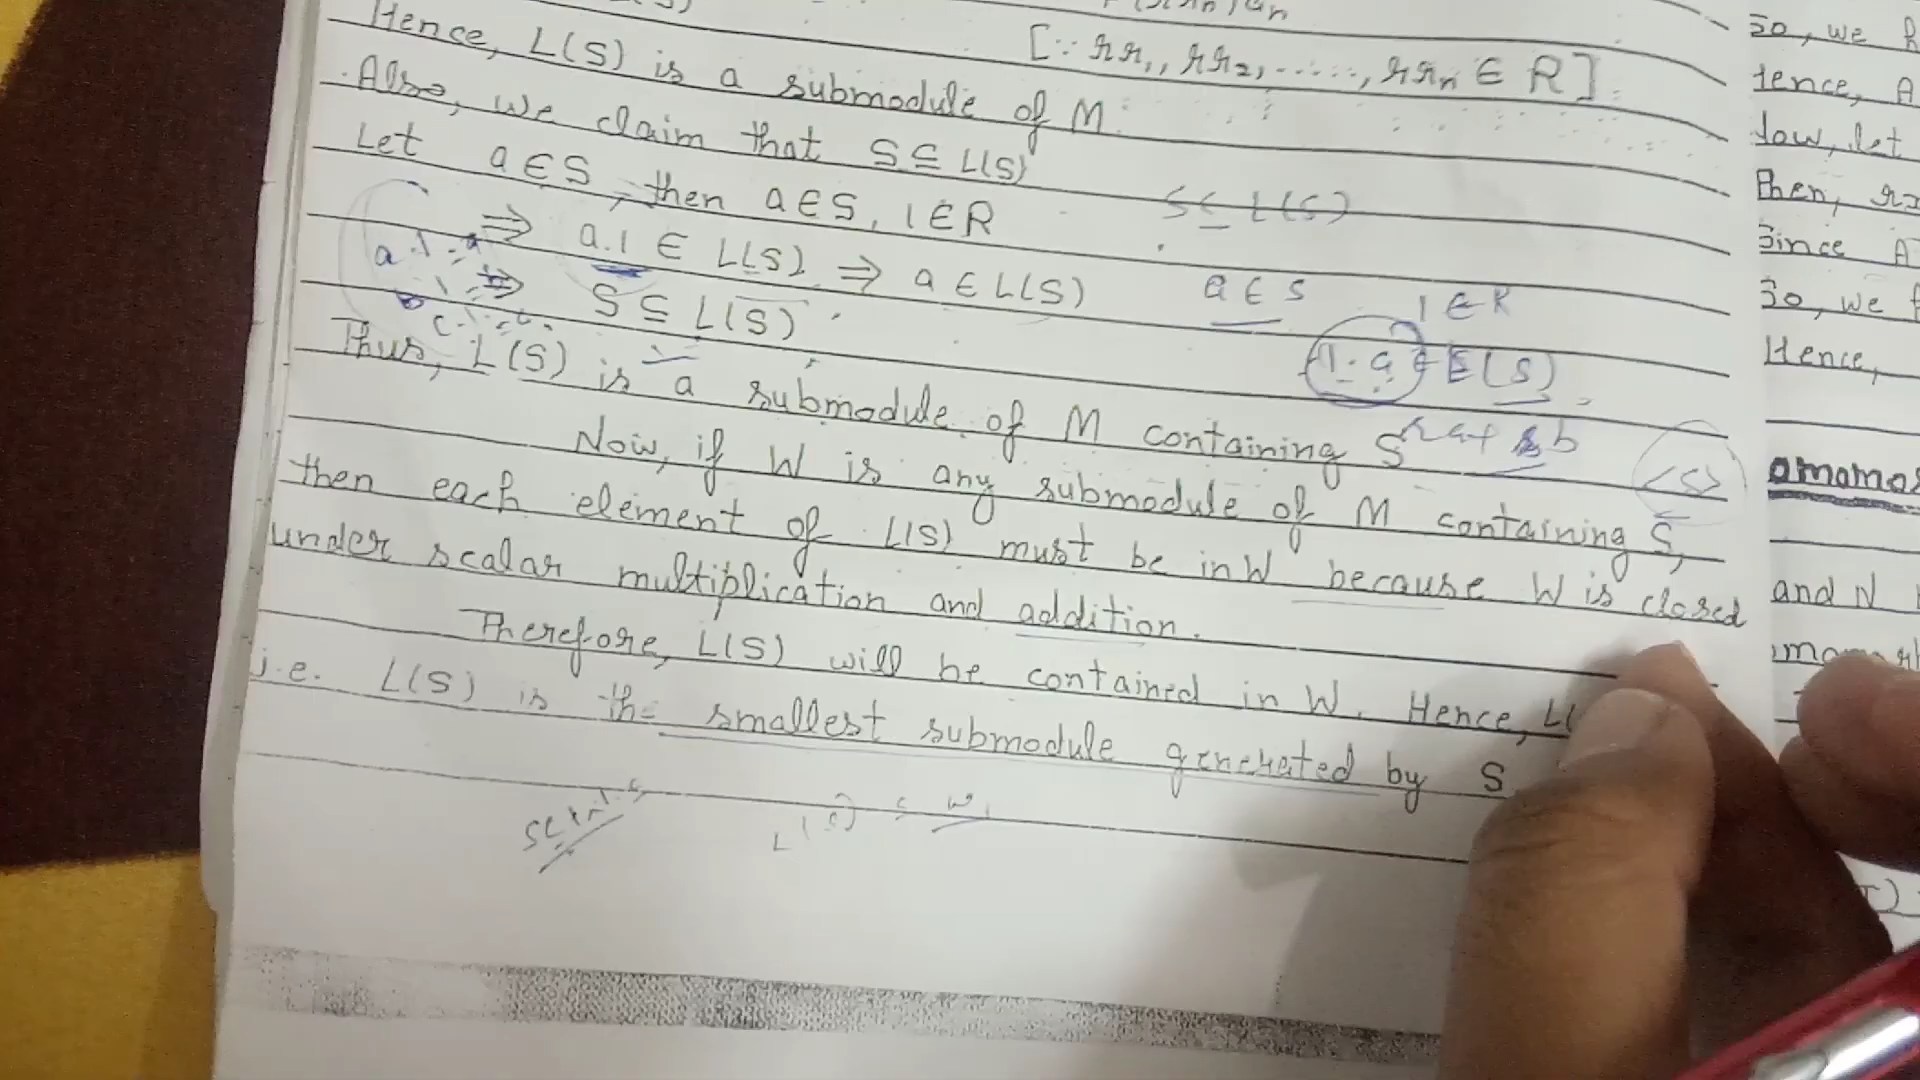 [∵ rr₁, rr₂, ....., rrₙ ∈ R]
Hence, L(S) is a submodule of M.
Also, we claim that S ⊆ L(S)
Let a ∈ S, then a ∈ S, 1 ∈ R
⇒ a.1 ∈ L(S) ⇒ a ∈ L(S)
⇒ S ⊆ L(S).
S ⊆ L(S)
a ∈ S
1 ∈ R
1.a ∈ L(S)
Thus, L(S) is a submodule of M containing S
Now, if W is any submodule of M containing S,
then each element of L(S) must be in W because W is closed
under scalar multiplication and addition.
Therefore, L(S) will be contained in W. Hence, L(
i.e. L(S) is the smallest submodule generated by S
<S>
L(S) ⊂ W
So, we
tence, A
Now, let
Then,
Since A
So, we
Hence,
omomo
and N